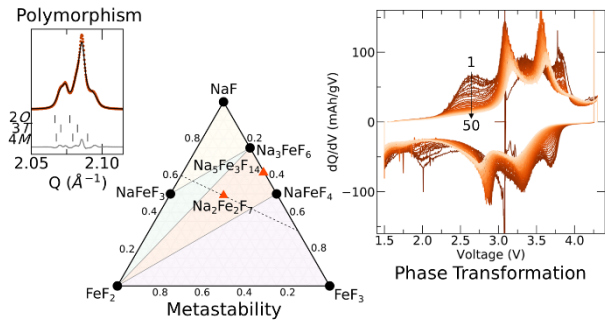 Polymorphism
2O
3T
4M
2.05 2.10
Q (Å⁻¹)
NaF
0.8 0.2
Na₃FeF₆
0.6 Na₅Fe₃F₁₄ 0.4
NaFeF₃ NaFeF₄
0.4 Na₂Fe₂F₇ 0.6
0.2 0.8
FeF₂ 0.8 0.6 0.4 0.2 FeF₃
Metastability
dQ/dV (mAh/gV)
100
0
−100
1
50
1.5 2.0 2.5 3.0 3.5 4.0
Voltage (V)
Phase Transformation